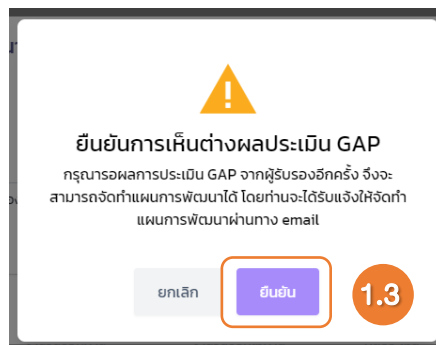 ยืนยันการเห็นต่างผลประเมิน GAP
กรุณารอผลการประเมิน GAP จากผู้รับรองอีกครั้ง จึงจะ
สามารถจัดทำแผนการพัฒนาได้ โดยท่านจะได้รับแจ้งให้จัดทำ
แผนการพัฒนาผ่านทาง email
ยกเลิก
ยืนยัน
1.3